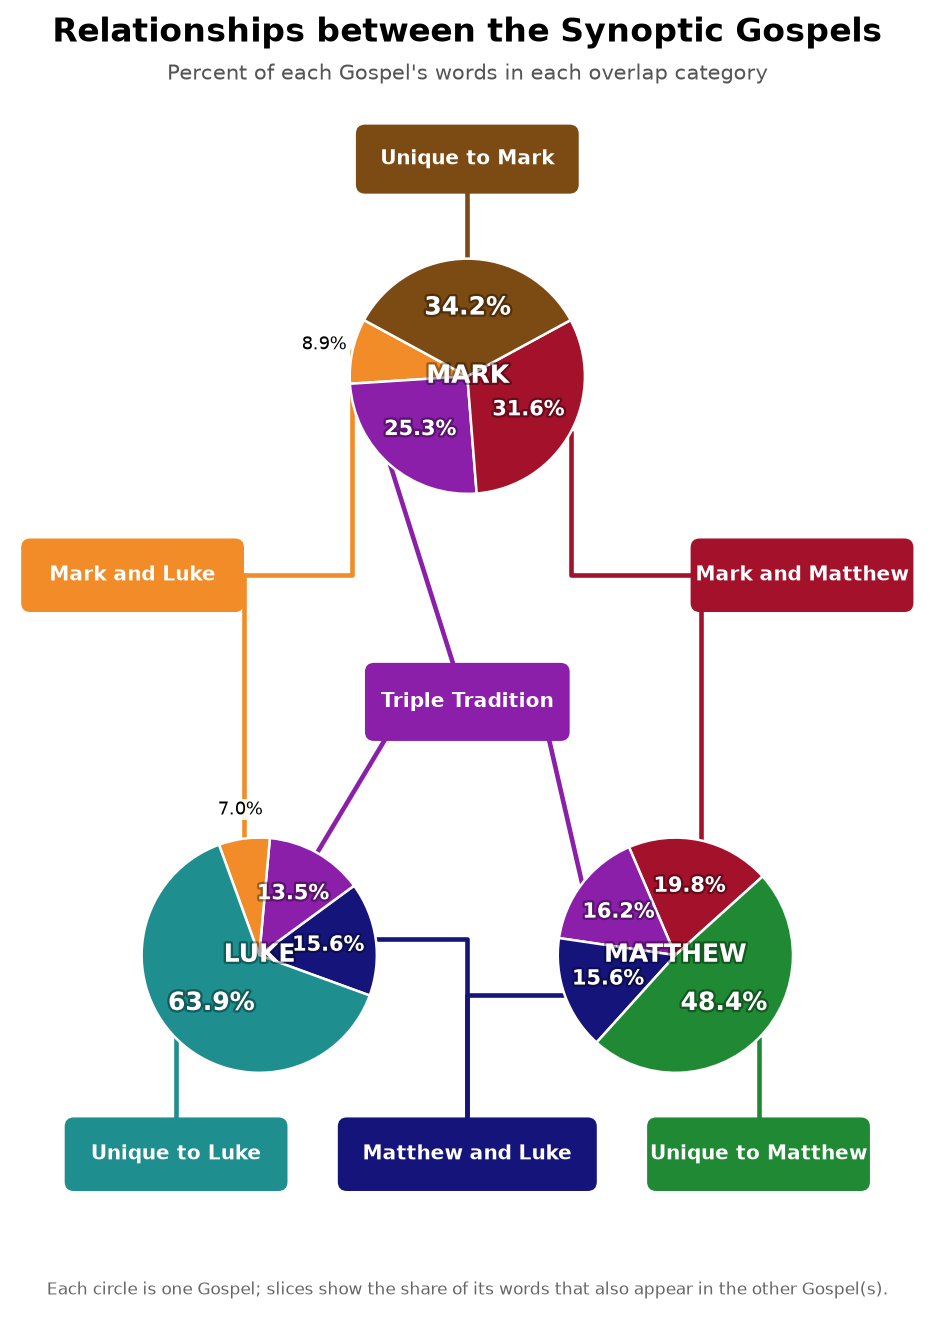 Relationships between the Synoptic Gospels
Percent of each Gospel's words in each overlap category
Unique to Mark
34.2%
8.9%
MARK
31.6%
25.3%
Mark and Luke
Mark and Matthew
Triple Tradition
7.0%
13.5%
15.6%
LUKE
63.9%
19.8%
16.2%
MATTHEW
15.6%
48.4%
Unique to Luke
Matthew and Luke
Unique to Matthew
Each circle is one Gospel; slices show the share of its words that also appear in the other Gospel(s).